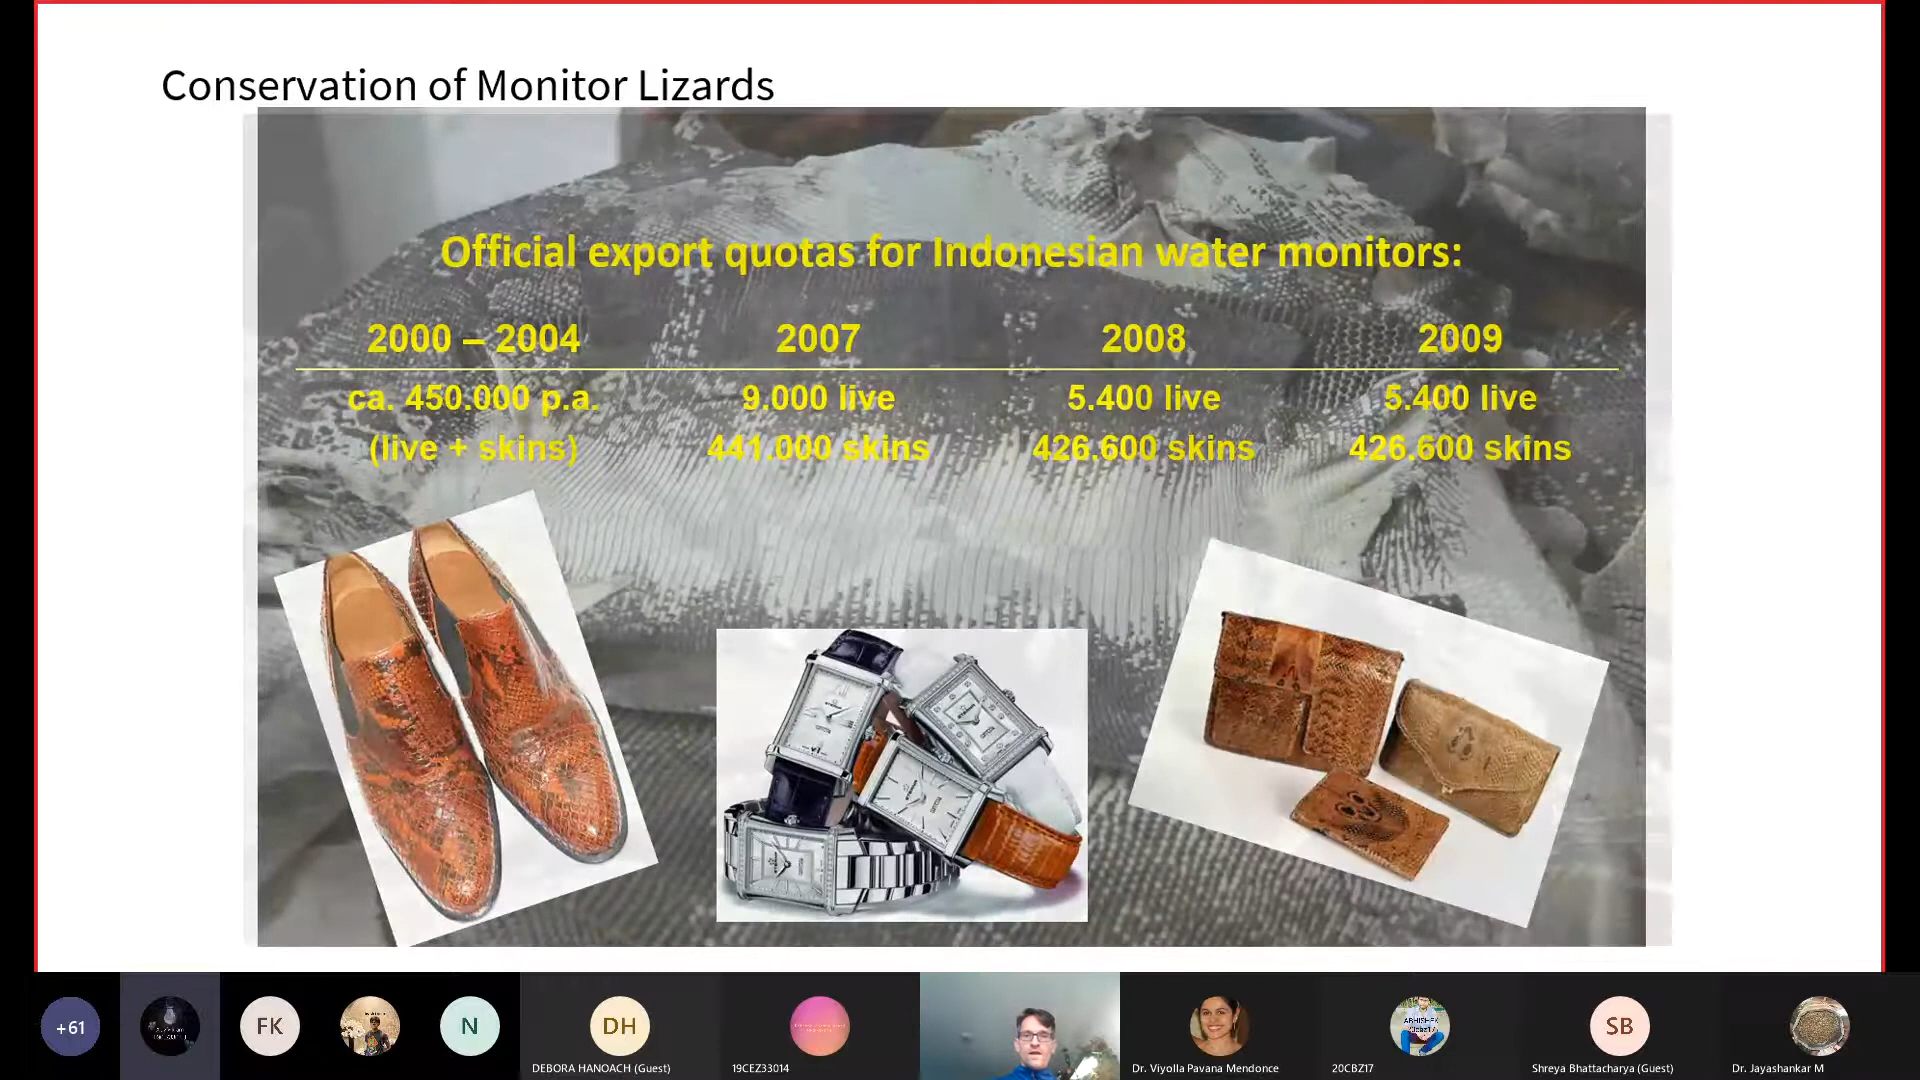 Conservation of Monitor Lizards
Official export quotas for Indonesian water monitors:
2000 – 2004 2007 2008 2009
ca. 450.000 p.a. 9.000 live 5.400 live 5.400 live
(live + skins) 441.000 skins 426.600 skins 426.600 skins
+61
FK
N
DH
DEBORA HANOACH (Guest)
19CEZ33014
Dr. Viyolla Pavana Mendonce
ABHISHEK
20CBZ17
SB
Shreya Bhattacharya (Guest)
Dr. Jayashankar M